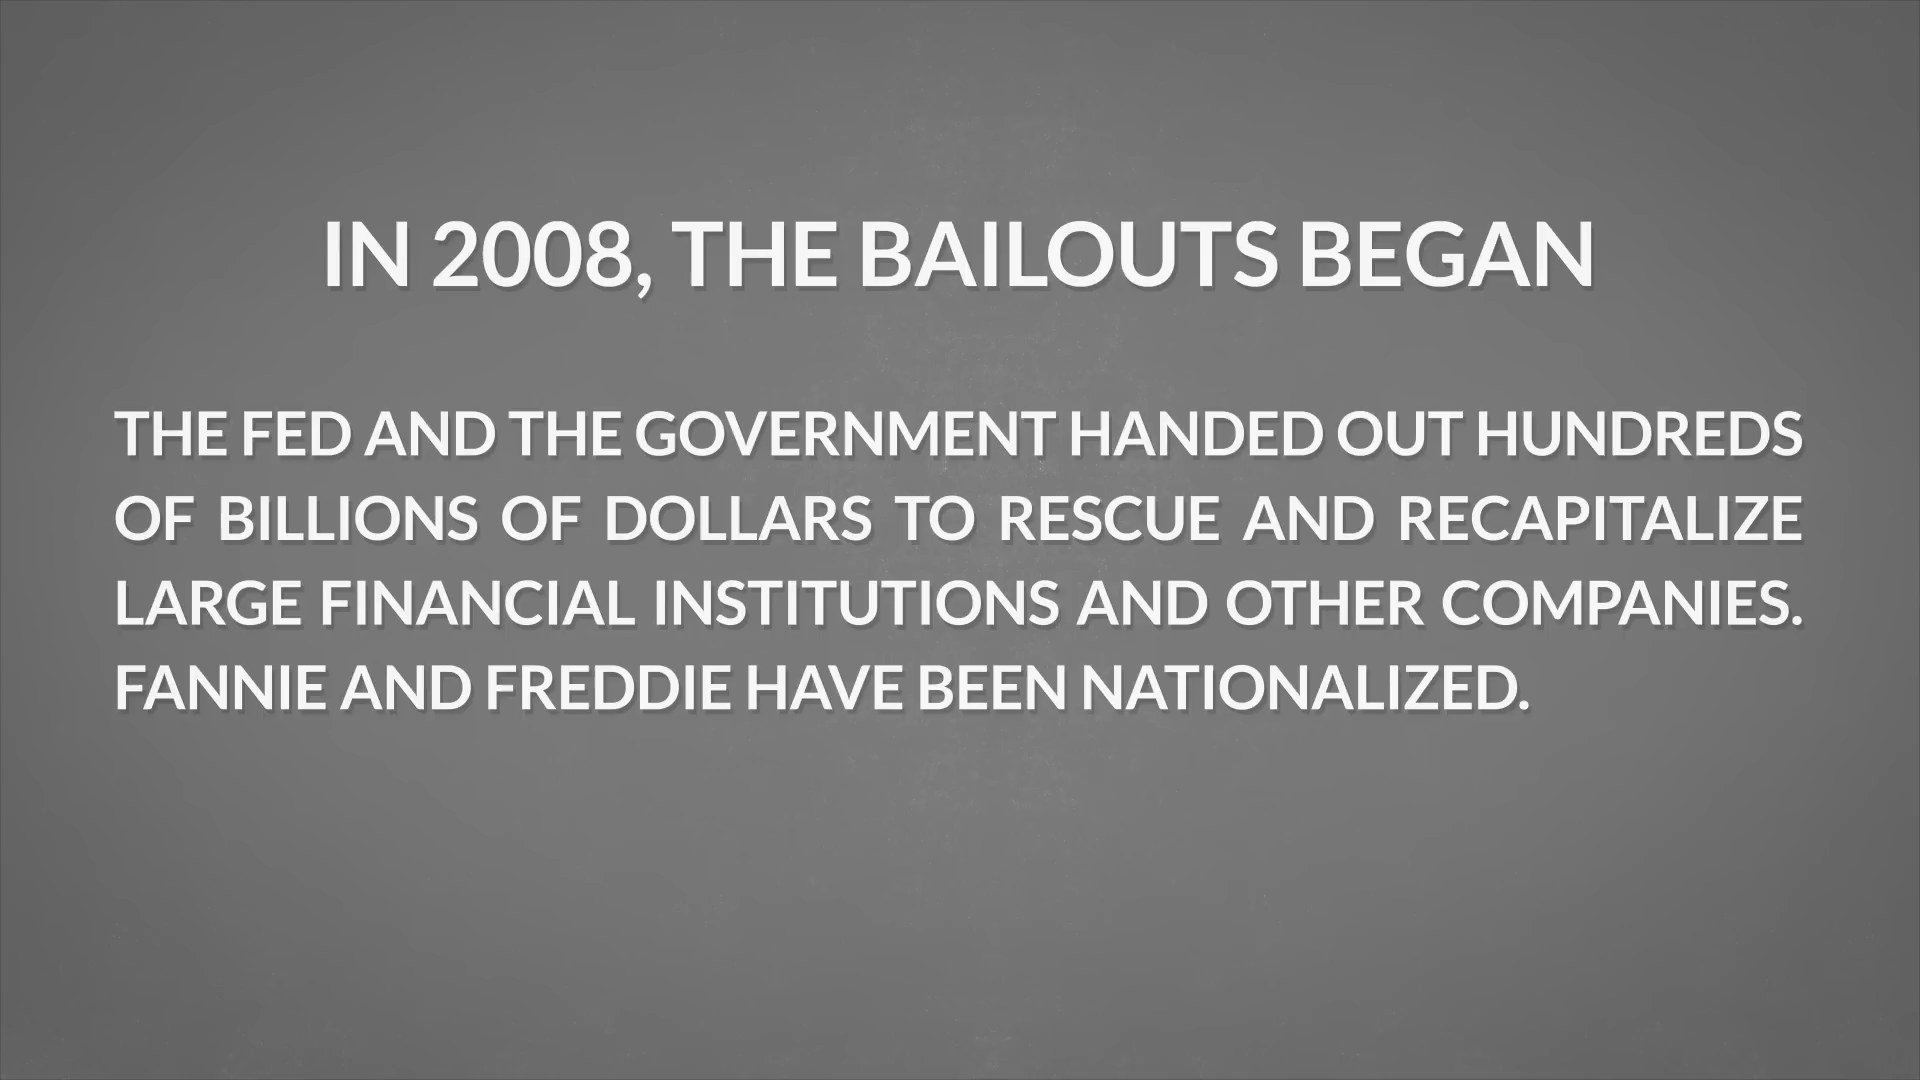 IN 2008, THE BAILOUTS BEGAN
THE FED AND THE GOVERNMENT HANDED OUT HUNDREDS
OF BILLIONS OF DOLLARS TO RESCUE AND RECAPITALIZE
LARGE FINANCIAL INSTITUTIONS AND OTHER COMPANIES.
FANNIE AND FREDDIE HAVE BEEN NATIONALIZED.